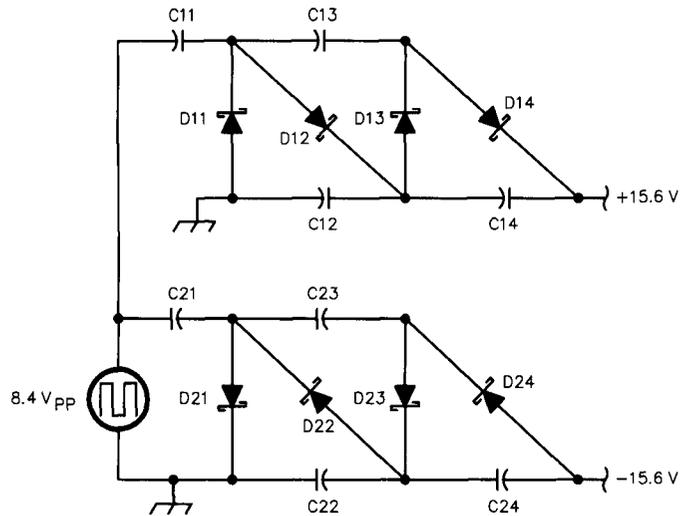 C11
C13
D11
D12
D13
D14
+15.6 V
C12
C14
C21
C23
8.4 VPP
D21
D22
D23
D24
-15.6 V
C22
C24